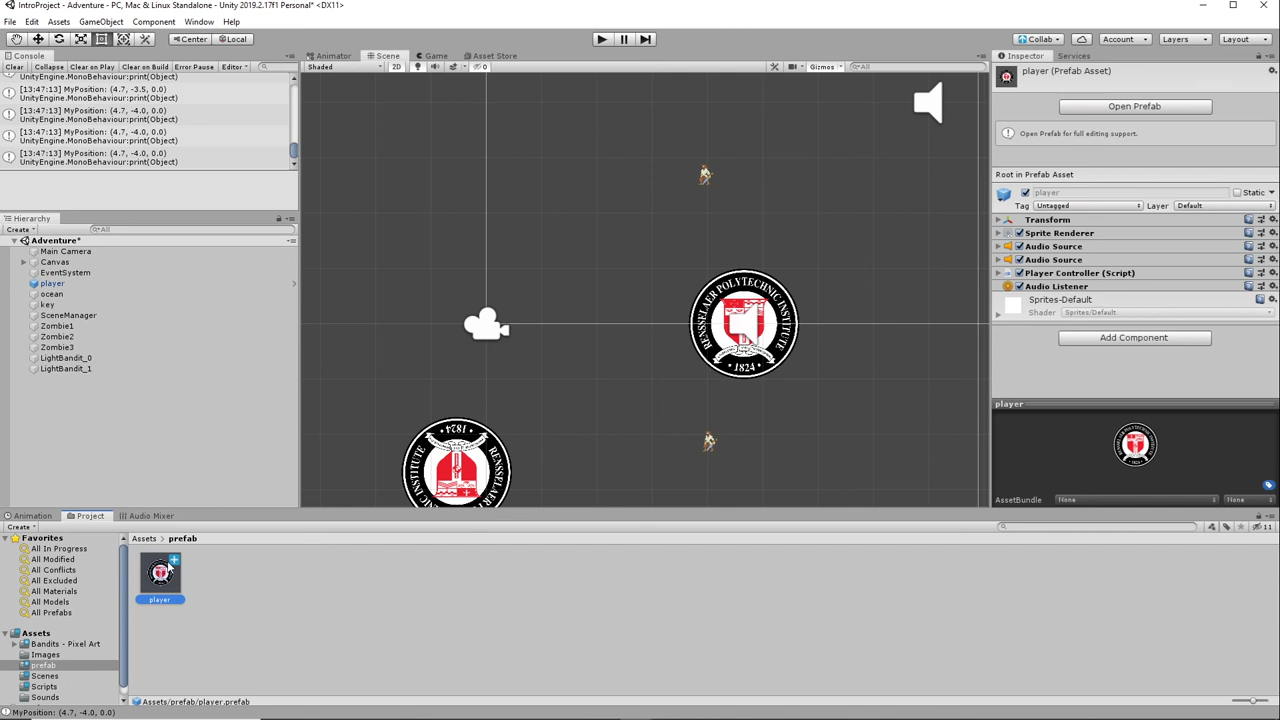 IntroProject - Adventure - PC, Mac & Linux Standalone - Unity 2019.2.17f1 Personal* <DX11>
File Edit Assets GameObject Component Window Help
Center Local Collab Account Layers Layout
Console
Clear Collapse Clear on Play Clear on Build Error Pause Editor
UnityEngine.MonoBehaviour:print(Object)
[13:47:13] MyPosition: (4.7, -3.5, 0.0)
UnityEngine.MonoBehaviour:print(Object)
[13:47:13] MyPosition: (4.7, -4.0, 0.0)
UnityEngine.MonoBehaviour:print(Object)
[13:47:13] MyPosition: (4.7, -4.0, 0.0)
UnityEngine.MonoBehaviour:print(Object)
[13:47:13] MyPosition: (4.7, -4.0, 0.0)
UnityEngine.MonoBehaviour:print(Object)
Hierarchy
Create All
Adventure*
Main Camera
Canvas
EventSystem
player
ocean
key
SceneManager
Zombie1
Zombie2
Zombie3
LightBandit_0
LightBandit_1
Animator Scene Game Asset Store
Shaded 2D 0 Gizmos All
RENSSELAER POLYTECHNIC INSTITUTE
1824
1824
Inspector Services
player (Prefab Asset)
Open Prefab
Open Prefab for full editing support.
Root in Prefab Asset
player Static
Tag Untagged Layer Default
Transform
Sprite Renderer
Audio Source
Audio Source
Player Controller (Script)
Audio Listener
Sprites-Default
Shader Sprites/Default
Add Component
player
AssetBundle None None
Animation Project Audio Mixer
Create 11
Favorites
All In Progress
All Modified
All Conflicts
All Excluded
All Materials
All Models
All Prefabs
Assets
Bandits - Pixel Art
Images
prefab
Scenes
Scripts
Sounds
Assets > prefab
player
Assets/prefab/player.prefab
MyPosition: (4.7, -4.0, 0.0)